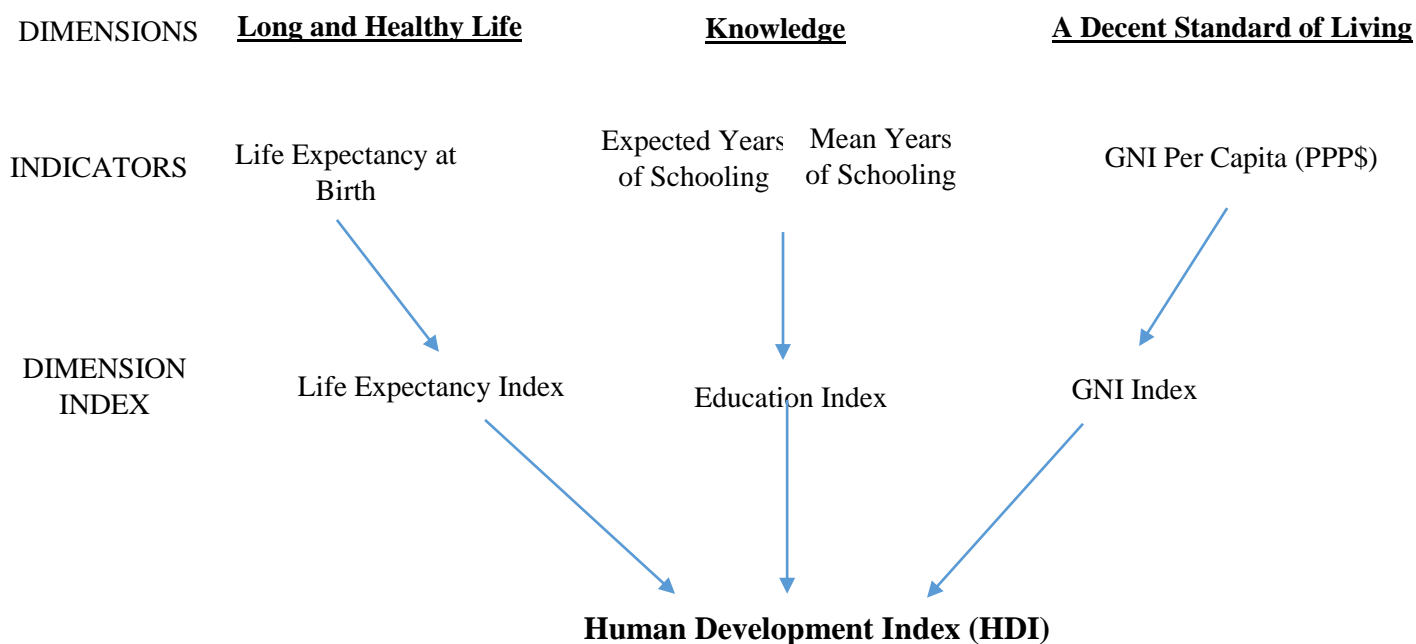 DIMENSIONS
Long and Healthy Life
Knowledge
A Decent Standard of Living
INDICATORS
Life Expectancy at
Birth
Expected Years
of Schooling
Mean Years
of Schooling
GNI Per Capita (PPP$)
DIMENSION
INDEX
Life Expectancy Index
Education Index
GNI Index
Human Development Index (HDI)